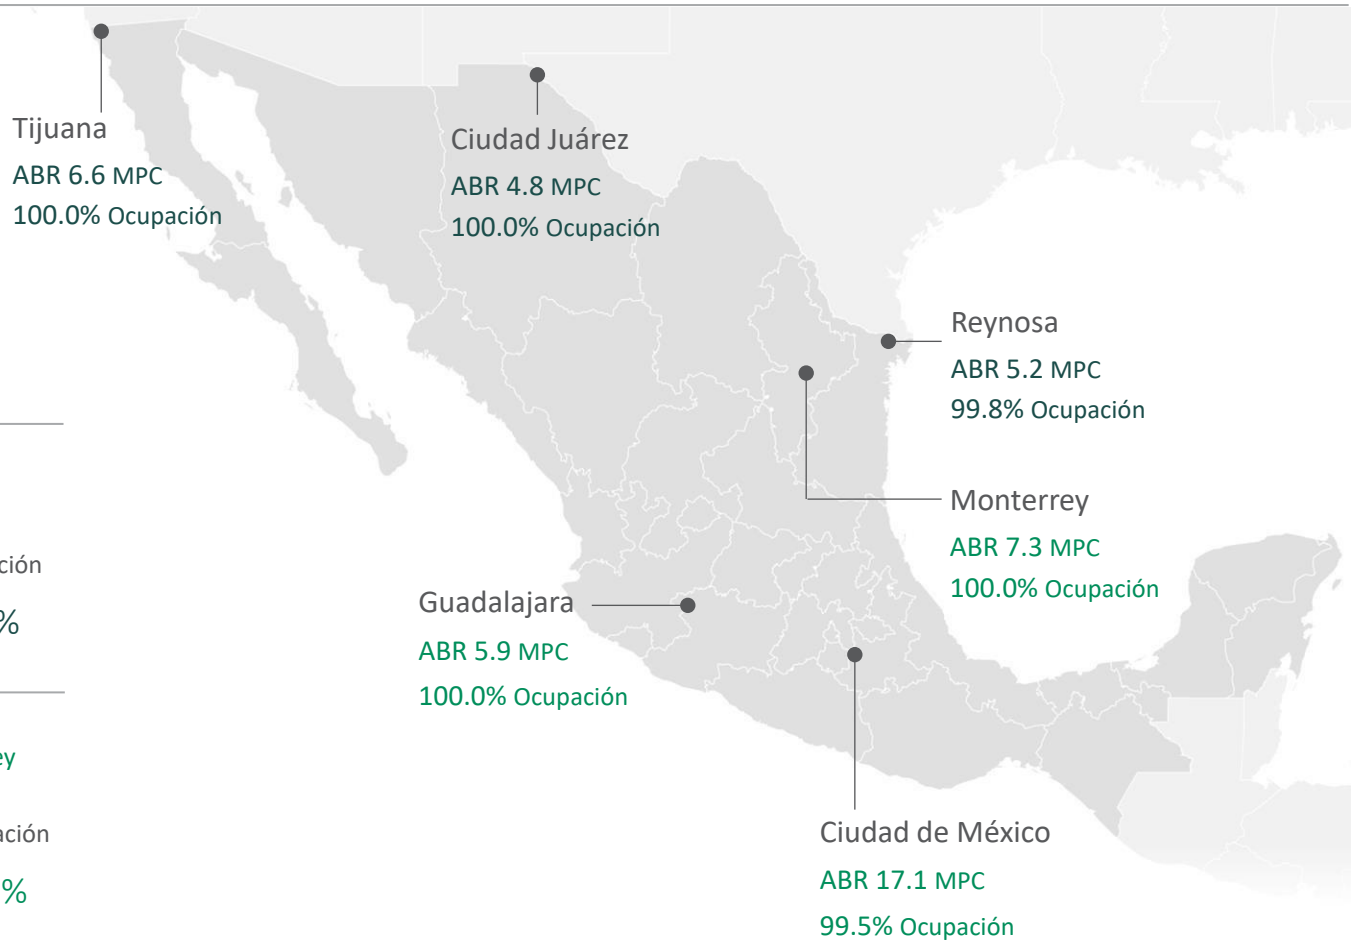 Tijuana
ABR 6.6 MPC
100.0% Ocupación
Ciudad Juárez
ABR 4.8 MPC
100.0% Ocupación
Reynosa
ABR 5.2 MPC
99.8% Ocupación
Monterrey
ABR 7.3 MPC
100.0% Ocupación
Guadalajara
ABR 5.9 MPC
100.0% Ocupación
Ciudad de México
ABR 17.1 MPC
99.5% Ocupación
%
%